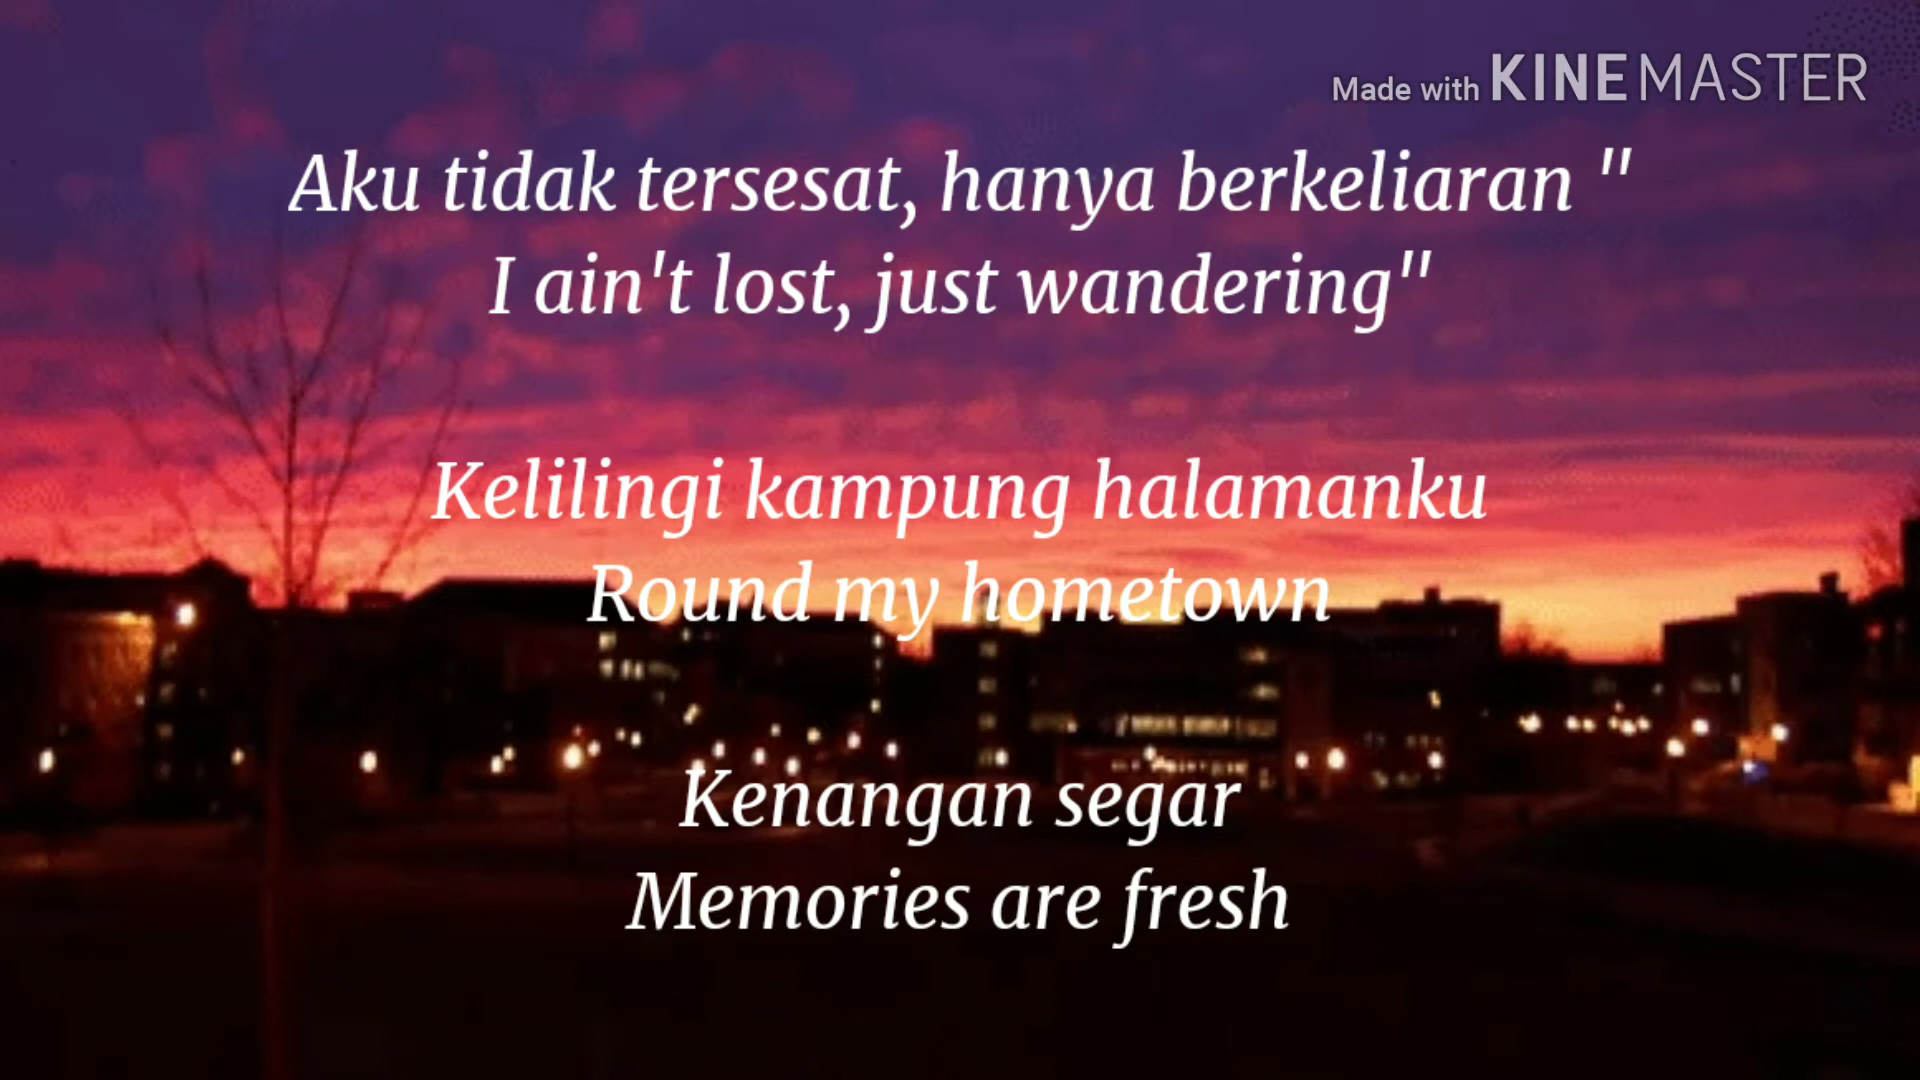 Made with KINEMASTER
Aku tidak tersesat, hanya berkeliaran "
I ain't lost, just wandering"
Kelilingi kampung halamanku
Round my hometown
Kenangan segar
Memories are fresh